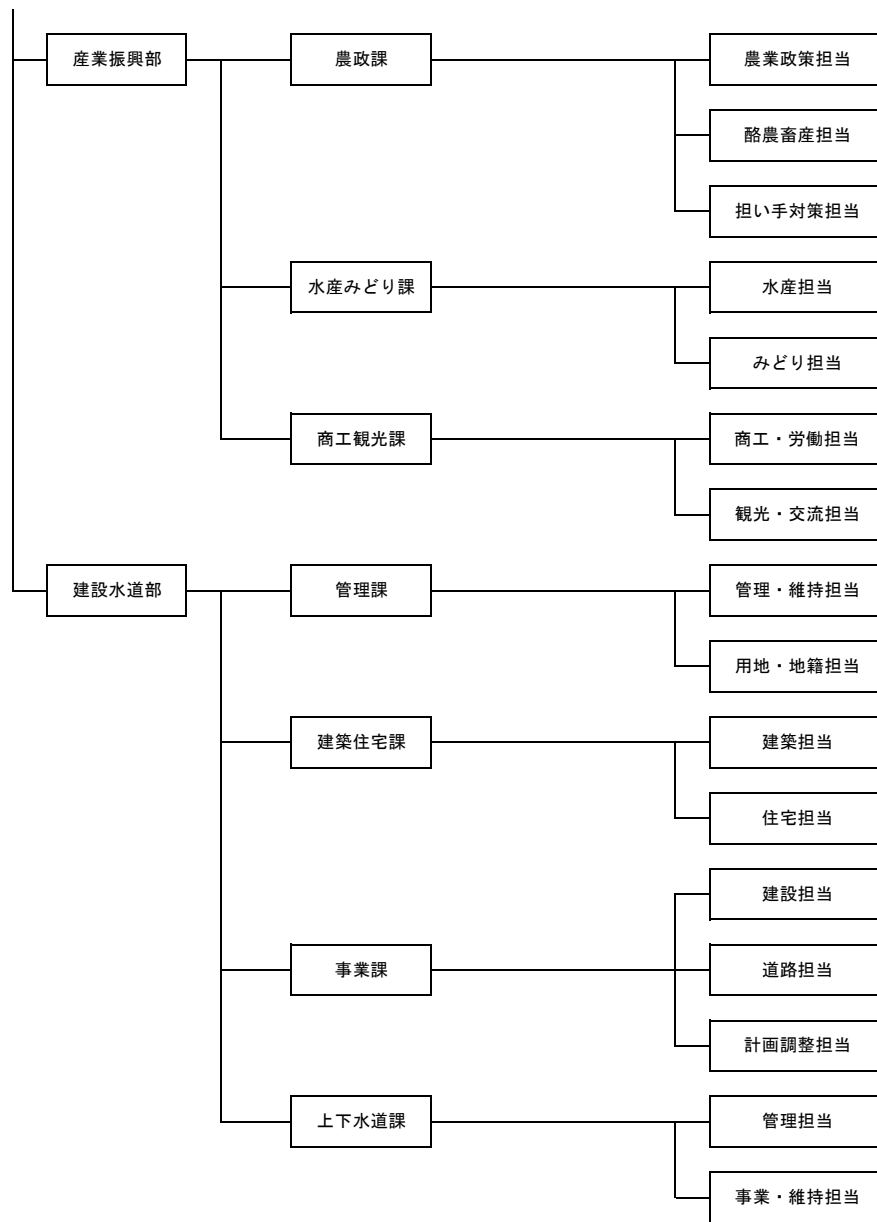 産業振興部
農政課
農業政策担当
酪農畜産担当
担い手対策担当
水産みどり課
水産担当
みどり担当
商工観光課
商工・労働担当
観光・交流担当
建設水道部
管理課
管理・維持担当
用地・地籍担当
建築住宅課
建築担当
住宅担当
事業課
建設担当
道路担当
計画調整担当
上下水道課
管理担当
事業・維持担当